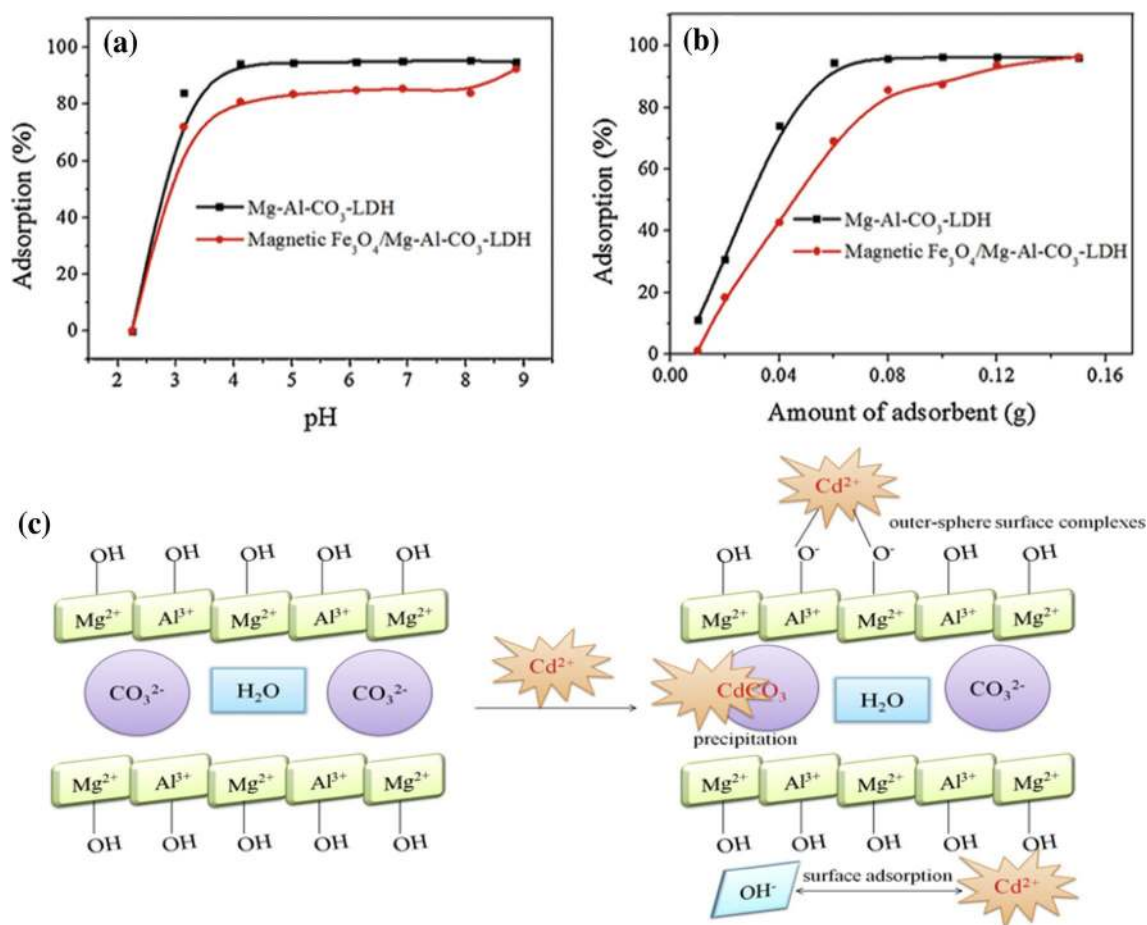 (a)
100
80
60
40
20
0
Adsorption (%)
Mg-Al-CO₃-LDH
Magnetic Fe₃O₄/Mg-Al-CO₃-LDH
2 3 4 5 6 7 8 9
pH
(b)
100
80
60
40
20
0
Adsorption (%)
Mg-Al-CO₃-LDH
Magnetic Fe₃O₄/Mg-Al-CO₃-LDH
0.00 0.04 0.08 0.12 0.16
Amount of adsorbent (g)
(c)
OH OH OH OH OH
Mg²⁺ Al³⁺ Mg²⁺ Al³⁺ Mg²⁺
CO₃²⁻ H₂O CO₃²⁻
Mg²⁺ Al³⁺ Mg²⁺ Al³⁺ Mg²⁺
OH OH OH OH OH
Cd²⁺
Cd²⁺
outer-sphere surface complexes
OH O⁻ O⁻ OH OH
Mg²⁺ Al³⁺ Mg²⁺ Al³⁺ Mg²⁺
CdCO₃ H₂O CO₃²⁻
precipitation
Mg²⁺ Al³⁺ Mg²⁺ Al³⁺ Mg²⁺
OH OH OH OH OH
OH⁻ surface adsorption Cd²⁺